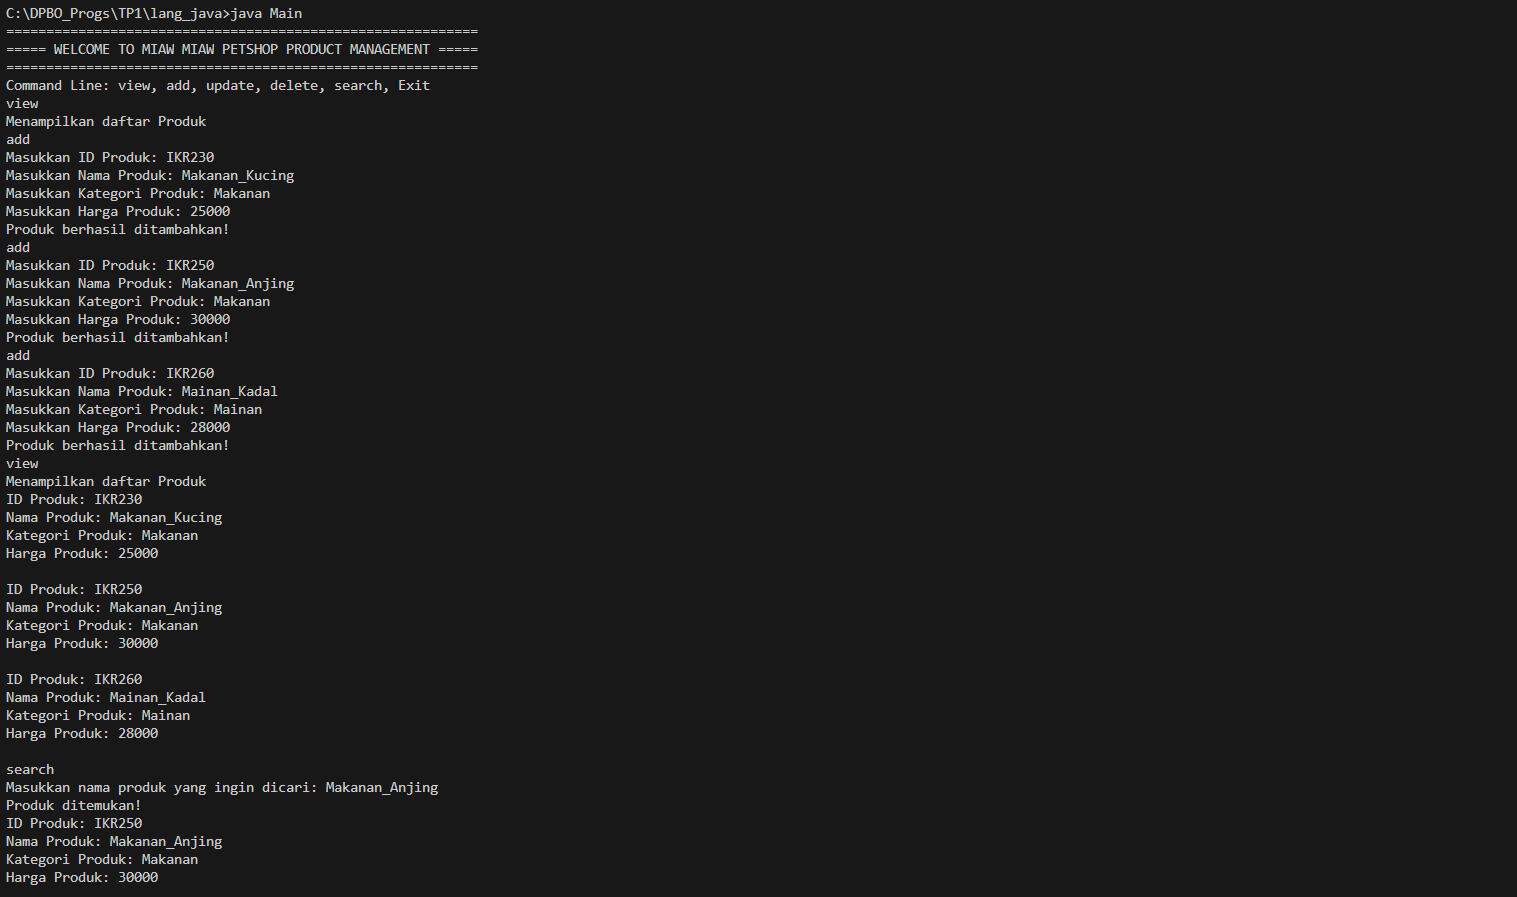 C:\DPBO_Progs\TP1\lang_java>java Main
===========================================================
===== WELCOME TO MIAW MIAW PETSHOP PRODUCT MANAGEMENT =====
===========================================================
Command Line: view, add, update, delete, search, Exit
view
Menampilkan daftar Produk
add
Masukkan ID Produk: IKR230
Masukkan Nama Produk: Makanan_Kucing
Masukkan Kategori Produk: Makanan
Masukkan Harga Produk: 25000
Produk berhasil ditambahkan!
add
Masukkan ID Produk: IKR250
Masukkan Nama Produk: Makanan_Anjing
Masukkan Kategori Produk: Makanan
Masukkan Harga Produk: 30000
Produk berhasil ditambahkan!
add
Masukkan ID Produk: IKR260
Masukkan Nama Produk: Mainan_Kadal
Masukkan Kategori Produk: Mainan
Masukkan Harga Produk: 28000
Produk berhasil ditambahkan!
view
Menampilkan daftar Produk
ID Produk: IKR230
Nama Produk: Makanan_Kucing
Kategori Produk: Makanan
Harga Produk: 25000

ID Produk: IKR250
Nama Produk: Makanan_Anjing
Kategori Produk: Makanan
Harga Produk: 30000

ID Produk: IKR260
Nama Produk: Mainan_Kadal
Kategori Produk: Mainan
Harga Produk: 28000

search
Masukkan nama produk yang ingin dicari: Makanan_Anjing
Produk ditemukan!
ID Produk: IKR250
Nama Produk: Makanan_Anjing
Kategori Produk: Makanan
Harga Produk: 30000